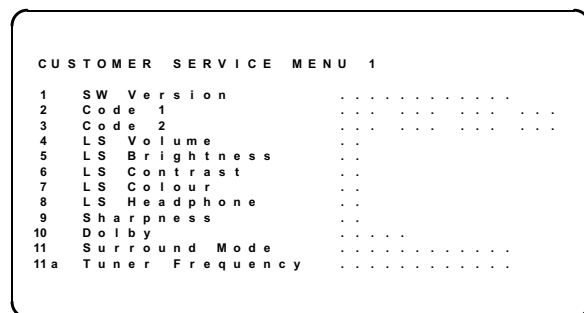 CUSTOMER SERVICE MENU 1
1 SW Version . . . . . . . . . . . .
2 Code 1 . . . . . . . . . . . .
3 Code 2 . . . . . . . . . . . .
4 LS Volume . .
5 LS Brightness . .
6 LS Contrast . .
7 LS Colour . .
8 LS Headphone . .
9 Sharpness . .
10 Dolby . . . . .
11 Surround Mode . . . . . . . . . . . .
11a Tuner Frequency . . . . . . . . . . . .